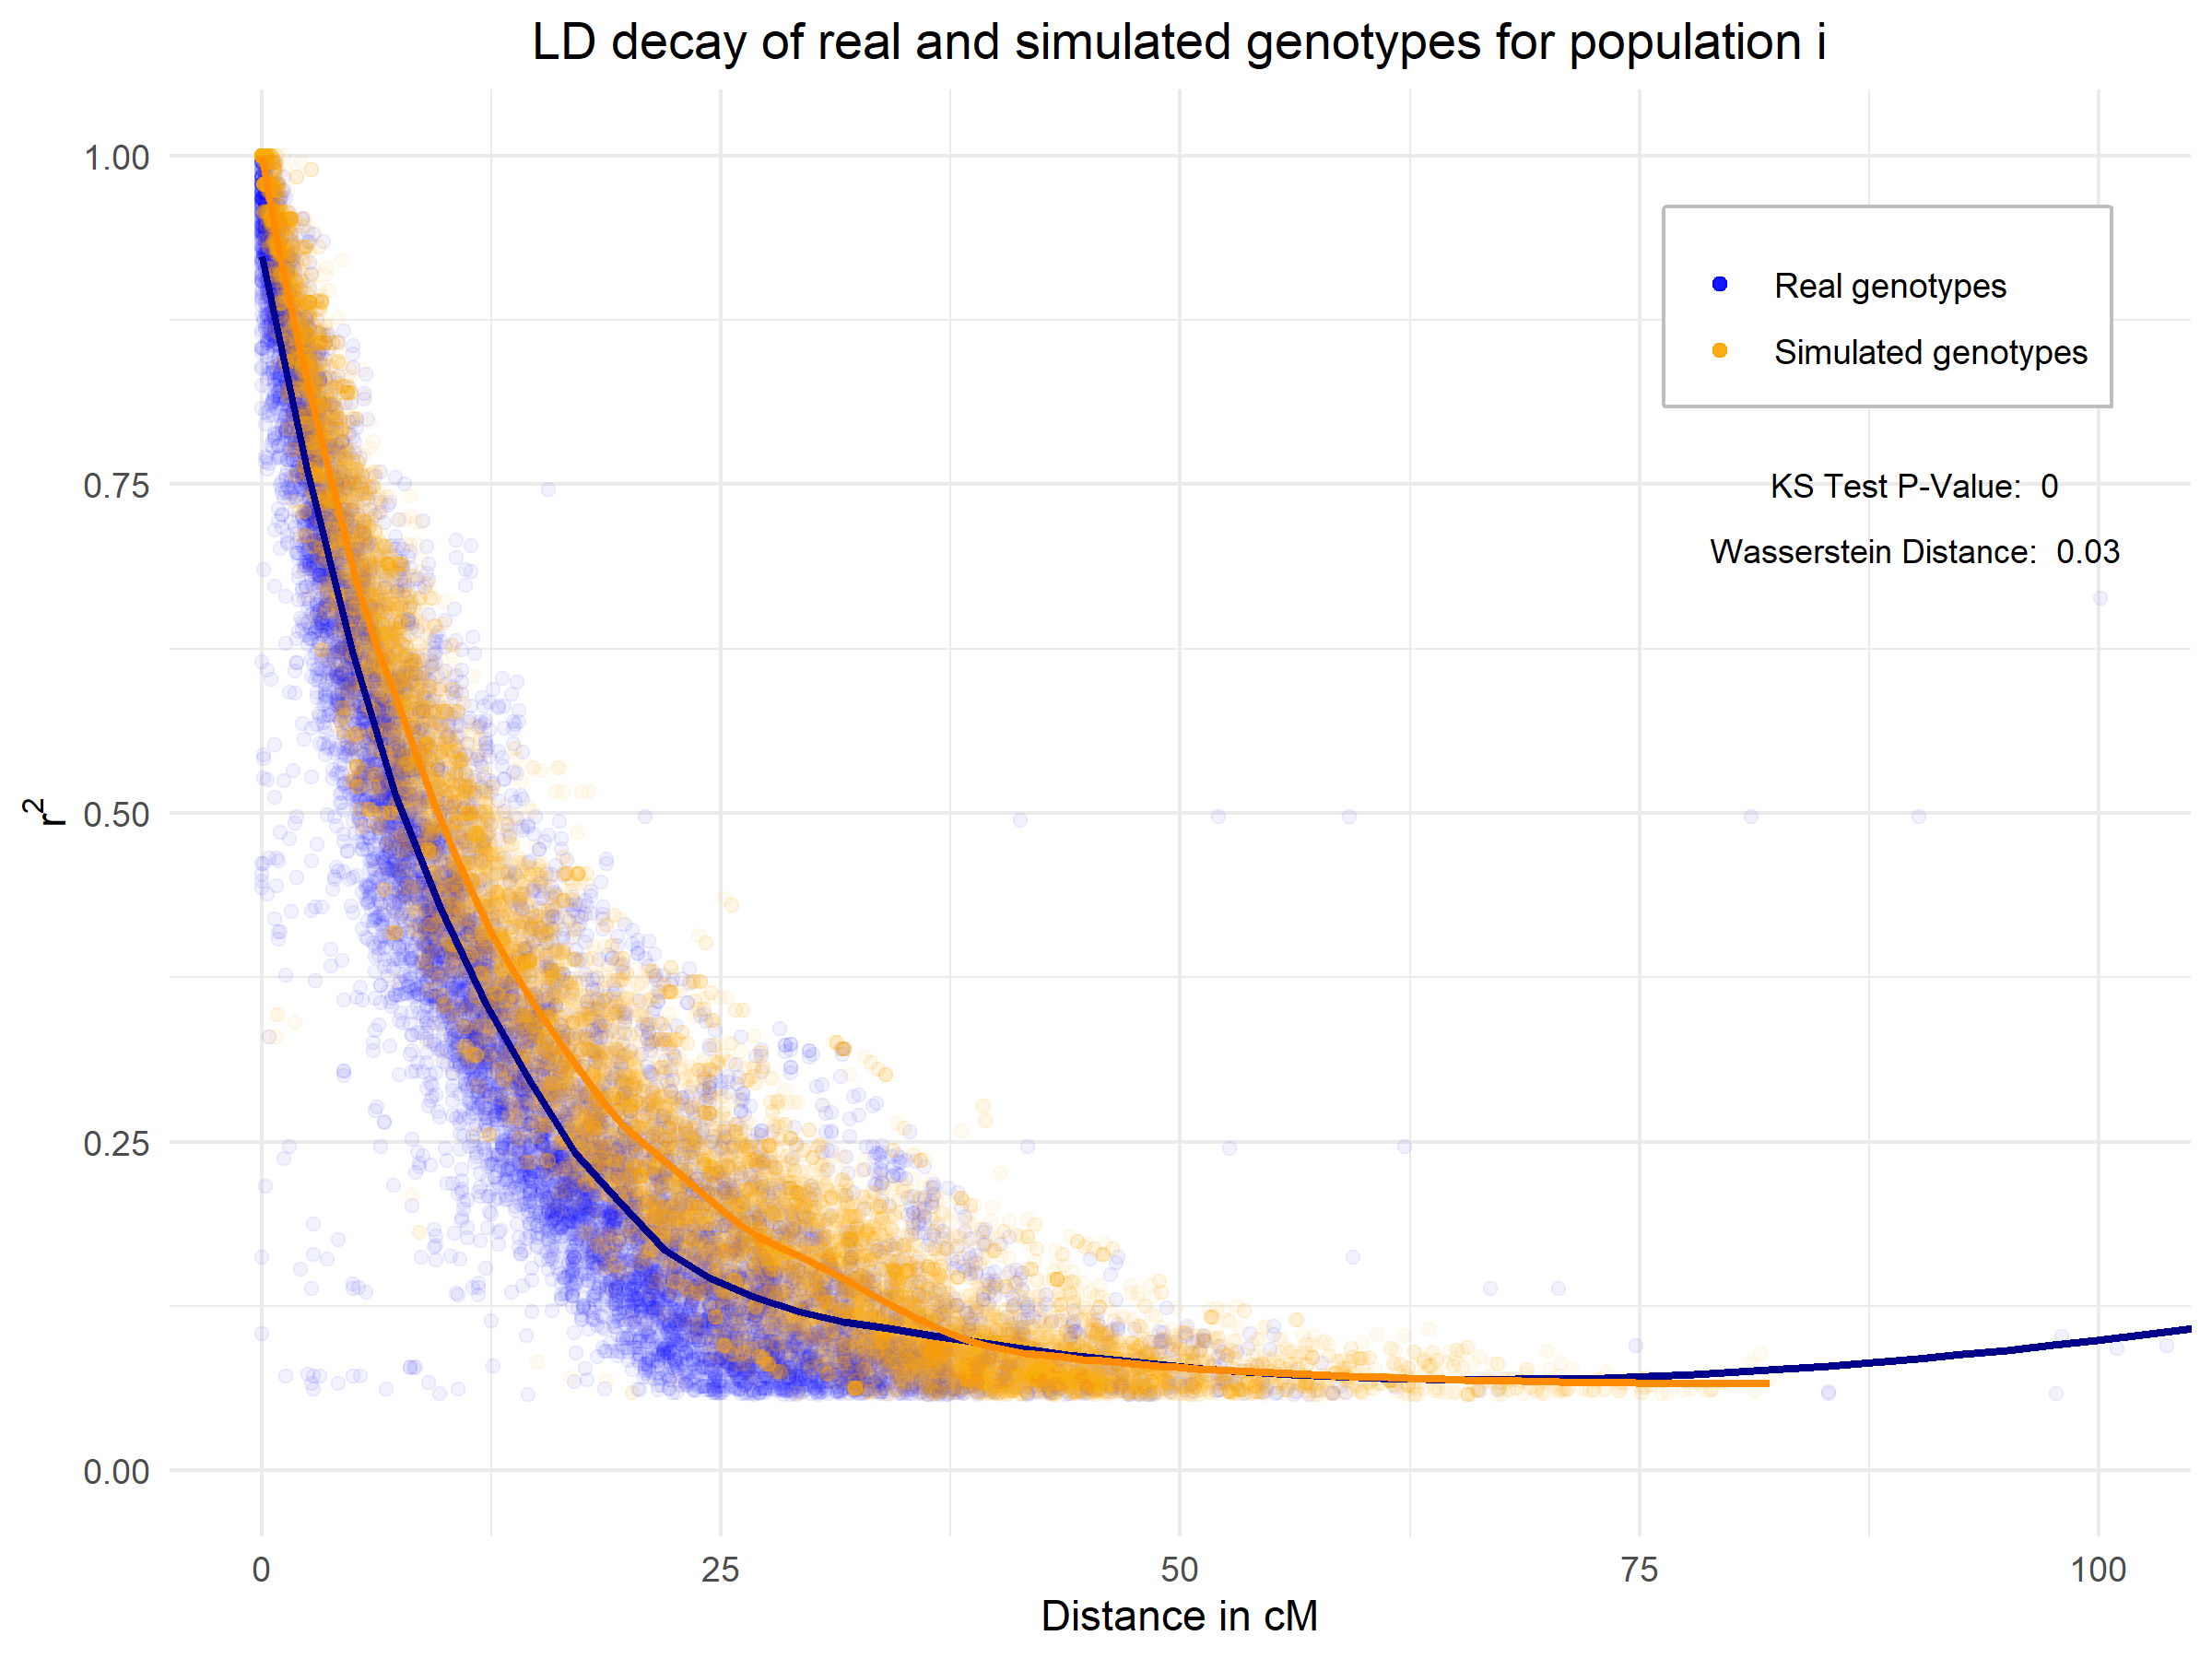 LD decay of real and simulated genotypes for population i
1.00
0.75
0.50
0.25
0.00
r²
Real genotypes
Simulated genotypes
KS Test P-Value: 0
Wasserstein Distance: 0.03
0 25 50 75 100
Distance in cM